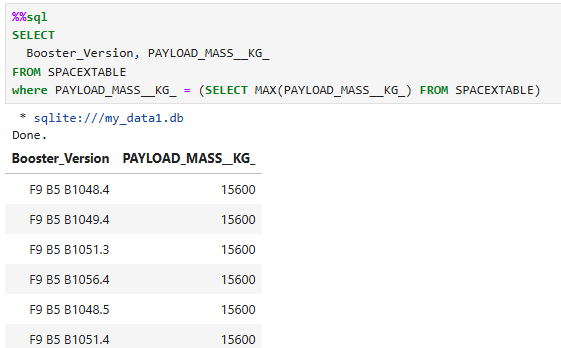 %%sql
SELECT
  Booster_Version, PAYLOAD_MASS__KG_
FROM SPACEXTABLE
where PAYLOAD_MASS__KG_ = (SELECT MAX(PAYLOAD_MASS__KG_) FROM SPACEXTABLE)
* sqlite:///my_data1.db
Done.
Booster_Version PAYLOAD_MASS__KG_
F9 B5 B1048.4 15600
F9 B5 B1049.4 15600
F9 B5 B1051.3 15600
F9 B5 B1056.4 15600
F9 B5 B1048.5 15600
F9 B5 B1051.4 15600